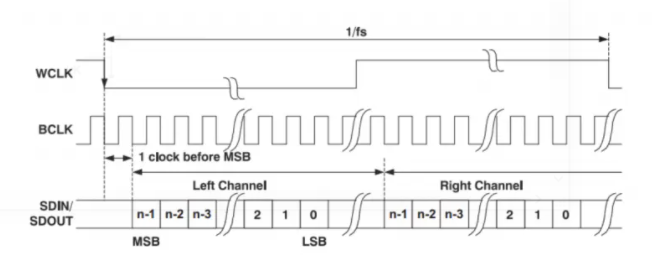 1/fs
WCLK
BCLK
1 clock before MSB
Left Channel Right Channel
SDIN/
SDOUT
n-1 n-2 n-3 2 1 0 n-1 n-2 n-3 2 1 0
MSB LSB